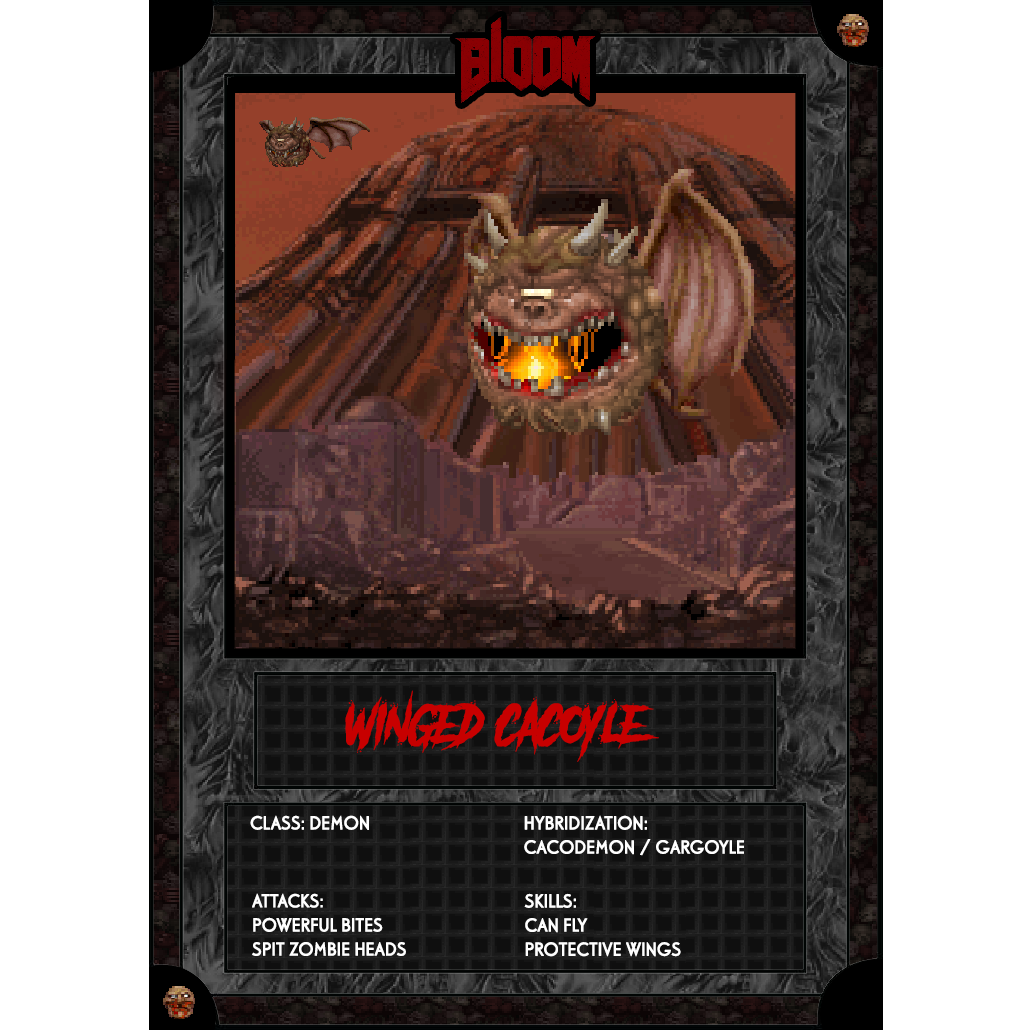 BLOOM
WINGED CACOYLE
CLASS: DEMON
HYBRIDIZATION:
CACODEMON / GARGOYLE
ATTACKS:
POWERFUL BITES
SPIT ZOMBIE HEADS
SKILLS:
CAN FLY
PROTECTIVE WINGS